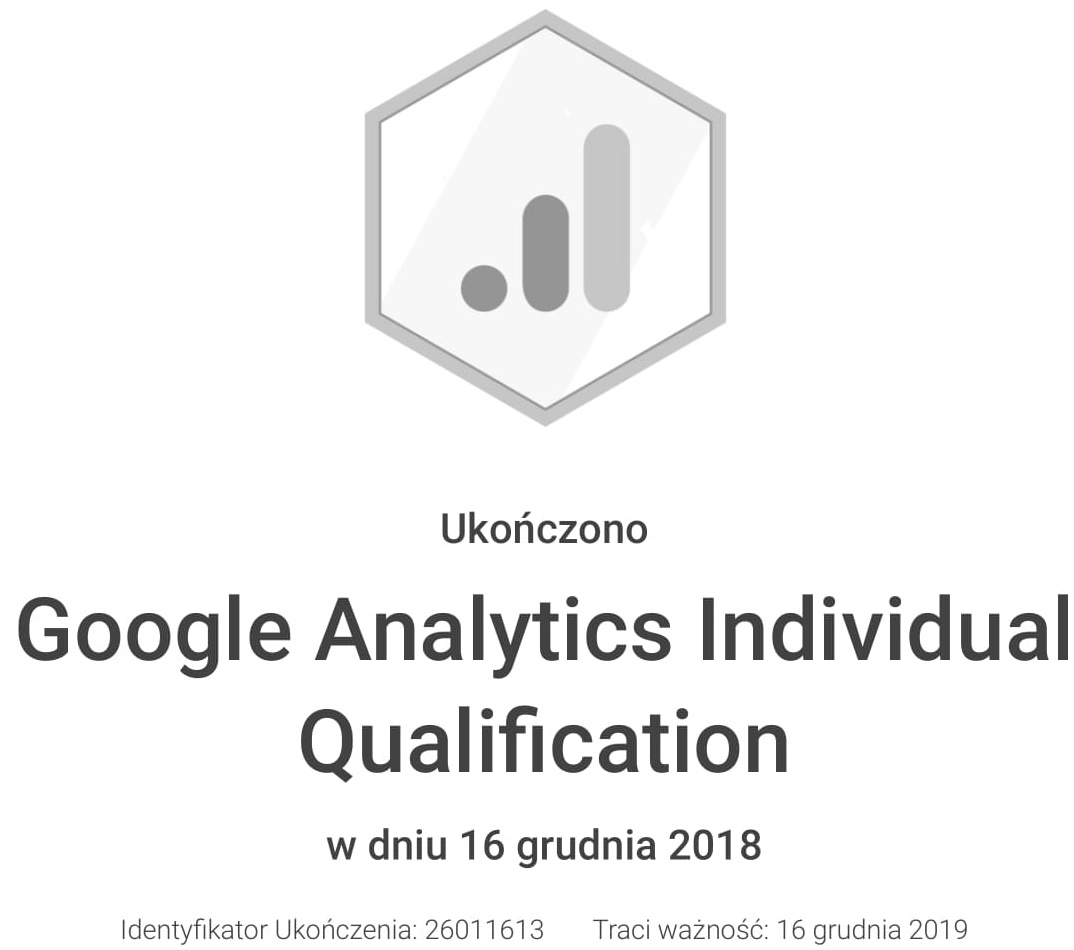 Ukończono
Google Analytics Individual
Qualification
w dniu 16 grudnia 2018
Identyfikator Ukończenia: 26011613 Traci ważność: 16 grudnia 2019